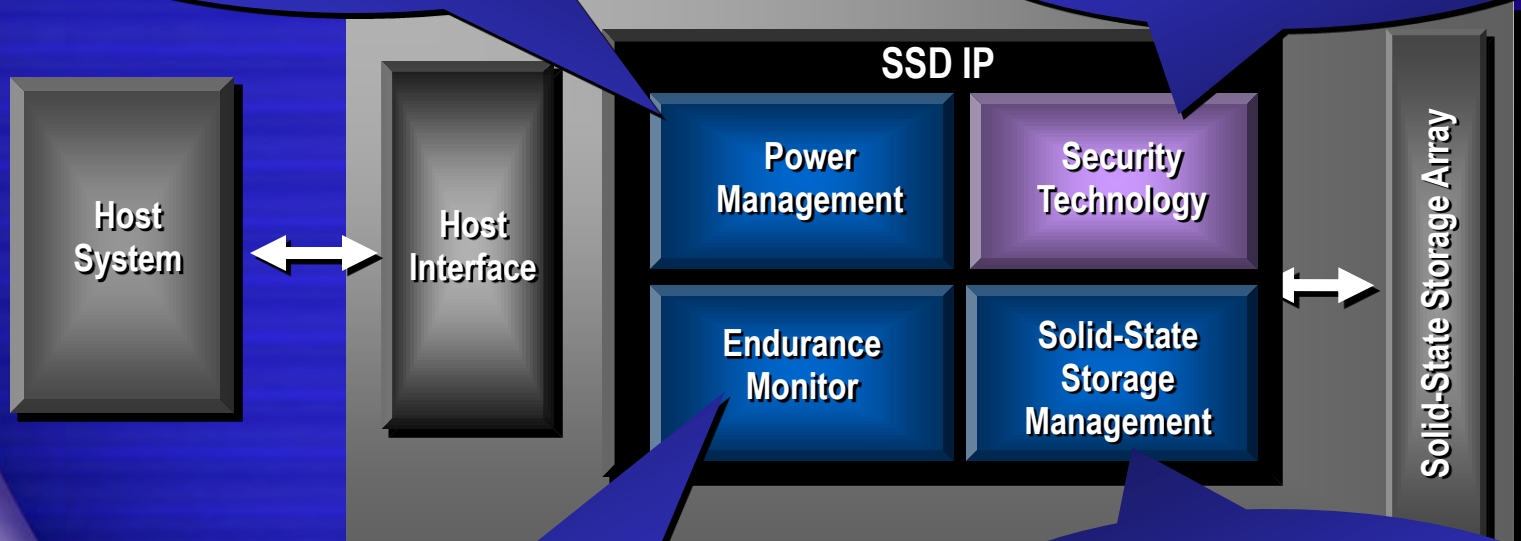 SSD IP
Host
System
Host
Interface
Power
Management
Security
Technology
Endurance
Monitor
Solid-State
Storage
Management
Solid-State Storage Array